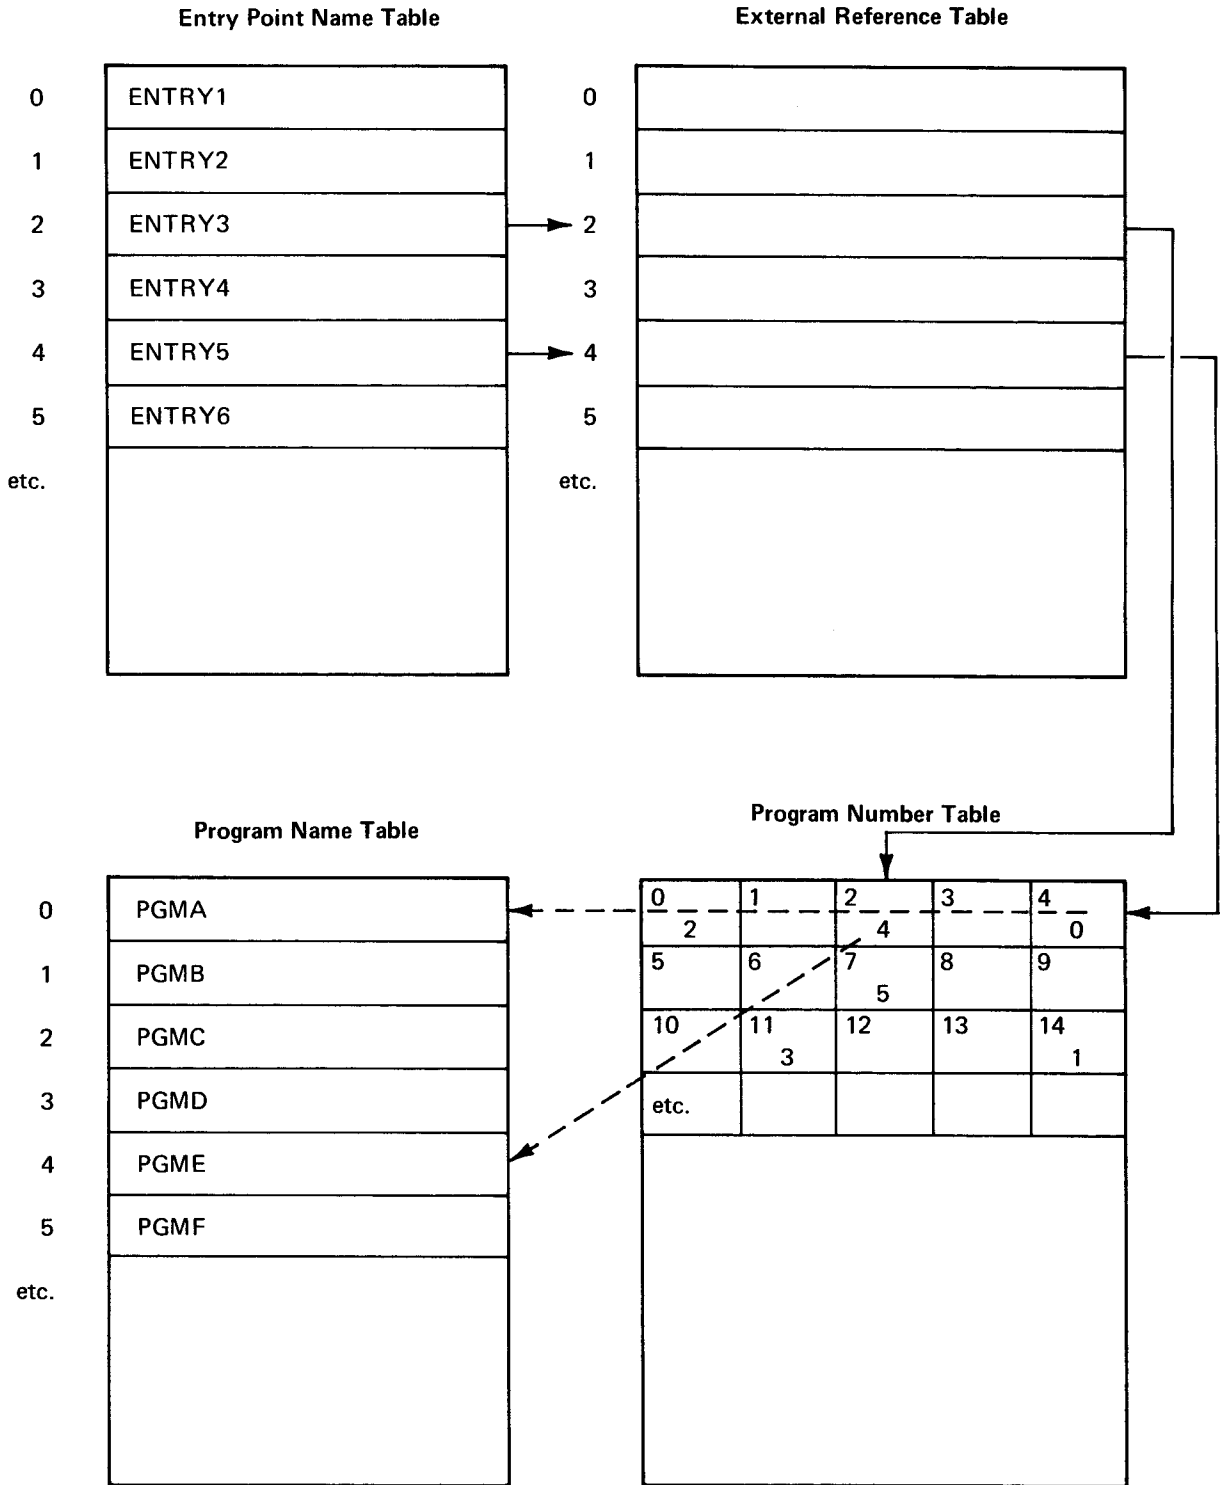 Entry Point Name Table
0 ENTRY1
1 ENTRY2
2 ENTRY3
3 ENTRY4
4 ENTRY5
5 ENTRY6
etc.
External Reference Table
0
1
2
3
4
5
etc.
Program Name Table
0 PGMA
1 PGMB
2 PGMC
3 PGMD
4 PGME
5 PGMF
etc.
Program Number Table
0 1 2 3 4
2 4 0
5 6 7 8 9
5
10 11 12 13 14
3 1
etc.